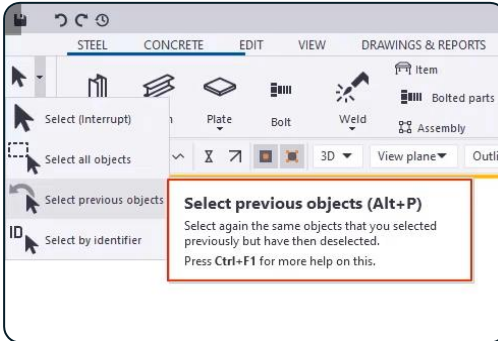 STEEL CONCRETE EDIT VIEW DRAWINGS & REPORTS
Item
Bolted parts
Plate Bolt Weld
Assembly
Select (Interrupt)
Select all objects
3D View plane Outli
Select previous objects
Select previous objects (Alt+P)
Select again the same objects that you selected
previously but have then deselected.
Press Ctrl+F1 for more help on this.
ID
Select by identifier